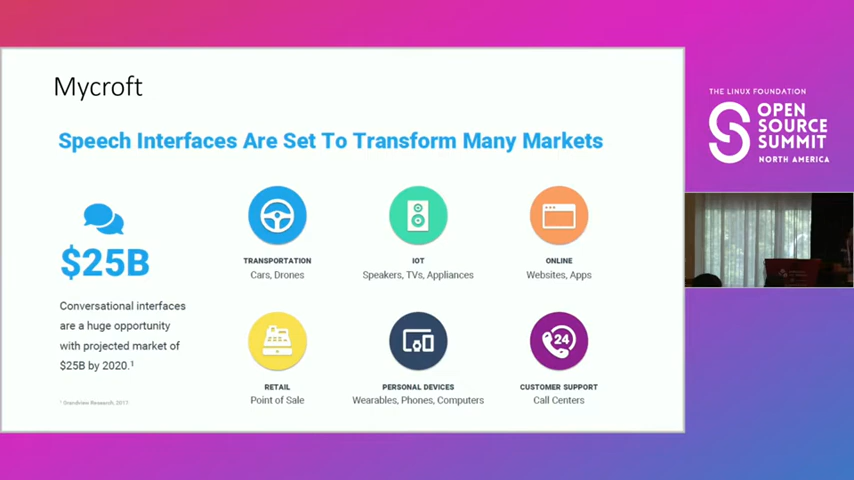 Mycroft
Speech Interfaces Are Set To Transform Many Markets
$25B
Conversational interfaces
are a huge opportunity
with projected market of
$25B by 2020.¹
¹ Grandview Research, 2017.
TRANSPORTATION
Cars, Drones
IOT
Speakers, TVs, Appliances
ONLINE
Websites, Apps
RETAIL
Point of Sale
PERSONAL DEVICES
Wearables, Phones, Computers
24
CUSTOMER SUPPORT
Call Centers
THE LINUX FOUNDATION
OPEN
SOURCE
SUMMIT
NORTH AMERICA